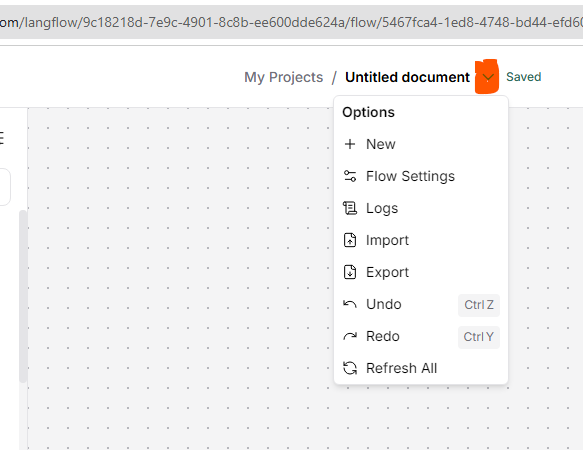 om/langflow/9c18218d-7e9c-4901-8c8b-ee600dde624a/flow/5467fca4-1ed8-4748-bd44-efd60
My Projects / Untitled document Saved
Options
New
Flow Settings
Logs
Import
Export
Undo Ctrl Z
Redo Ctrl Y
Refresh All